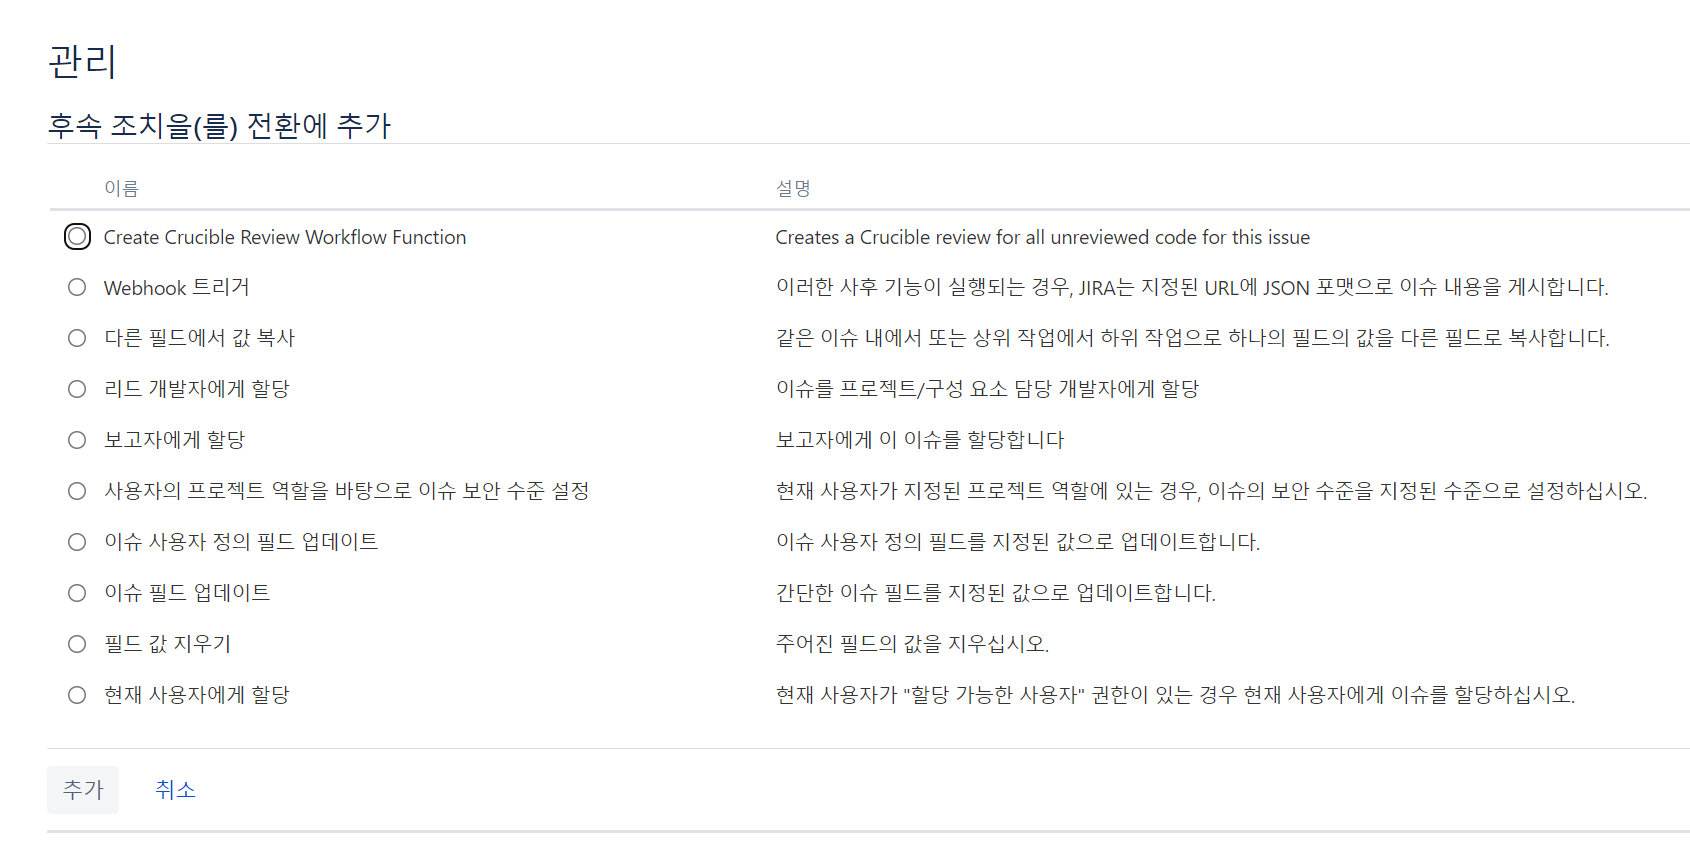 관리
후속 조치을(를) 전환에 추가
이름 설명
Create Crucible Review Workflow Function Creates a Crucible review for all unreviewed code for this issue
Webhook 트리거 이러한 사후 기능이 실행되는 경우, JIRA는 지정된 URL에 JSON 포맷으로 이슈 내용을 게시합니다.
다른 필드에서 값 복사 같은 이슈 내에서 또는 상위 작업에서 하위 작업으로 하나의 필드의 값을 다른 필드로 복사합니다.
리드 개발자에게 할당 이슈를 프로젝트/구성 요소 담당 개발자에게 할당
보고자에게 할당 보고자에게 이 이슈를 할당합니다
사용자의 프로젝트 역할을 바탕으로 이슈 보안 수준 설정 현재 사용자가 지정된 프로젝트 역할에 있는 경우, 이슈의 보안 수준을 지정된 수준으로 설정하십시오.
이슈 사용자 정의 필드 업데이트 이슈 사용자 정의 필드를 지정된 값으로 업데이트합니다.
이슈 필드 업데이트 간단한 이슈 필드를 지정된 값으로 업데이트합니다.
필드 값 지우기 주어진 필드의 값을 지우십시오.
현재 사용자에게 할당 현재 사용자가 "할당 가능한 사용자" 권한이 있는 경우 현재 사용자에게 이슈를 할당하십시오.
추가 취소